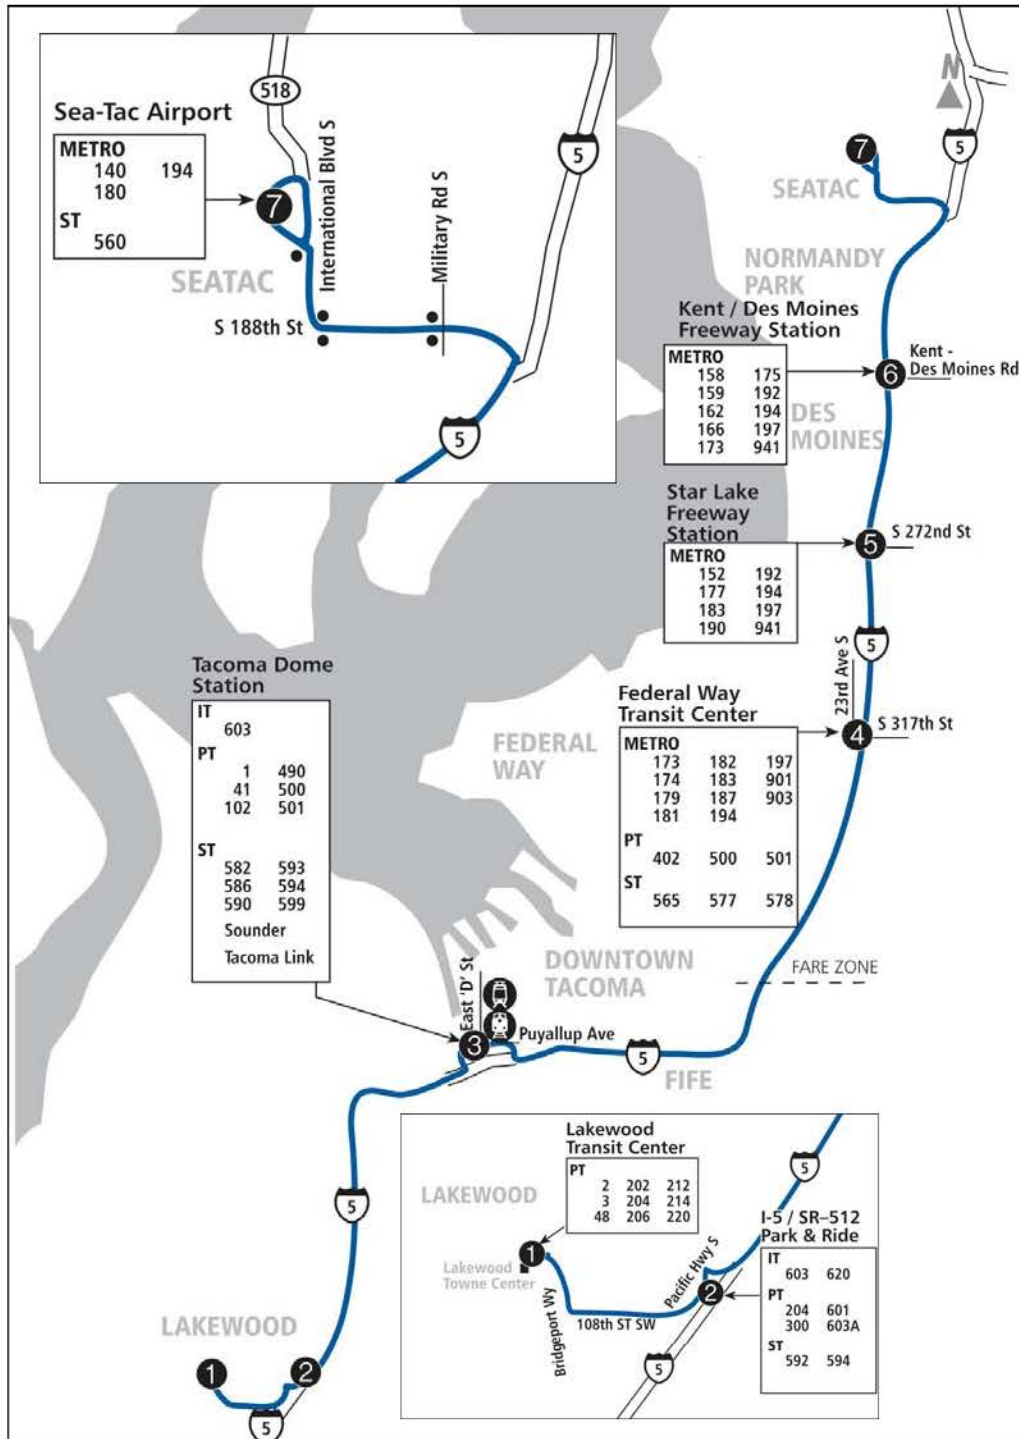 518
Sea-Tac Airport
METRO
140 194
180
ST
560
7
SEATAC
International Blvd S
Military Rd S
S 188th St
5
5
N
5
7
SEATAC
NORMANDY
PARK
Kent / Des Moines
Freeway Station
METRO
158 175
159 192
162 194
166 197
173 941
6
Kent -
Des Moines Rd
DES
MOINES
Star Lake
Freeway
Station
METRO
152 192
177 194
183 197
190 941
5
S 272nd St
5
23rd Ave S
4
S 317th St
Federal Way
Transit Center
METRO
173 182 197
174 183 901
179 187 903
181 194
PT
402 500 501
ST
565 577 578
FEDERAL
WAY
Tacoma Dome
Station
IT
603
PT
1 490
41 500
102 501
ST
582 593
586 594
590 599
Sounder
Tacoma Link
DOWNTOWN
TACOMA
FARE ZONE
East 'D' St
3
Puyallup Ave
5
FIFE
5
LAKEWOOD
1
2
5
Lakewood
Transit Center
PT
2 202 212
3 204 214
48 206 220
LAKEWOOD
1
Lakewood
Towne Center
Bridgeport Wy
108th ST SW
Pacific Hwy S
2
5
5
I-5 / SR–512
Park & Ride
IT
603 620
PT
204 601
300 603A
ST
592 594